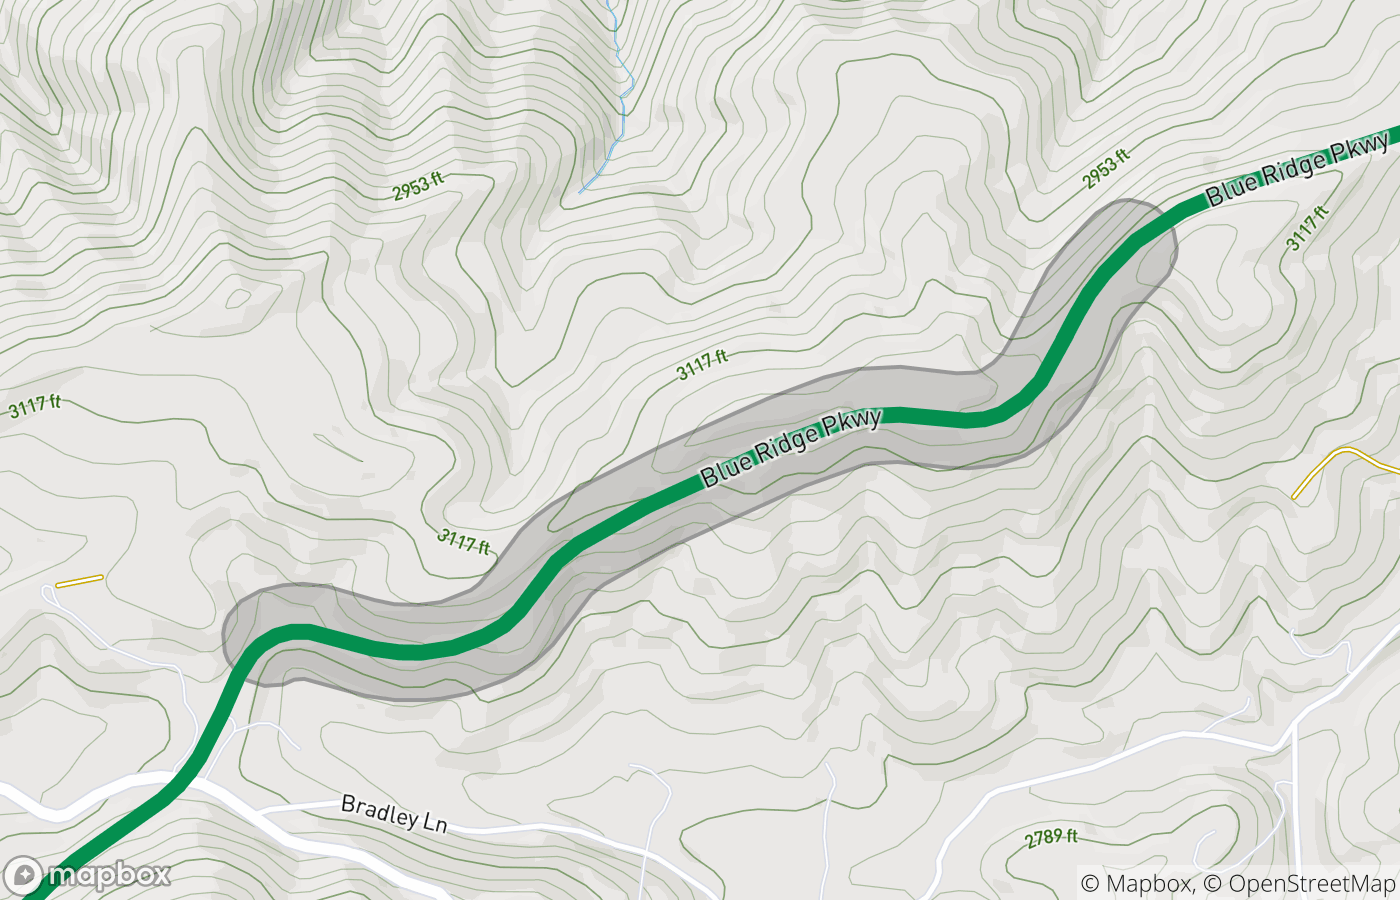 Blue Ridge Pkwy
2953 ft
2953 ft
3117 ft
3117 ft
3117 ft
Blue Ridge Pkwy
3117 ft
Bradley Ln
2789 ft
mapbox
© Mapbox, © OpenStreetMap